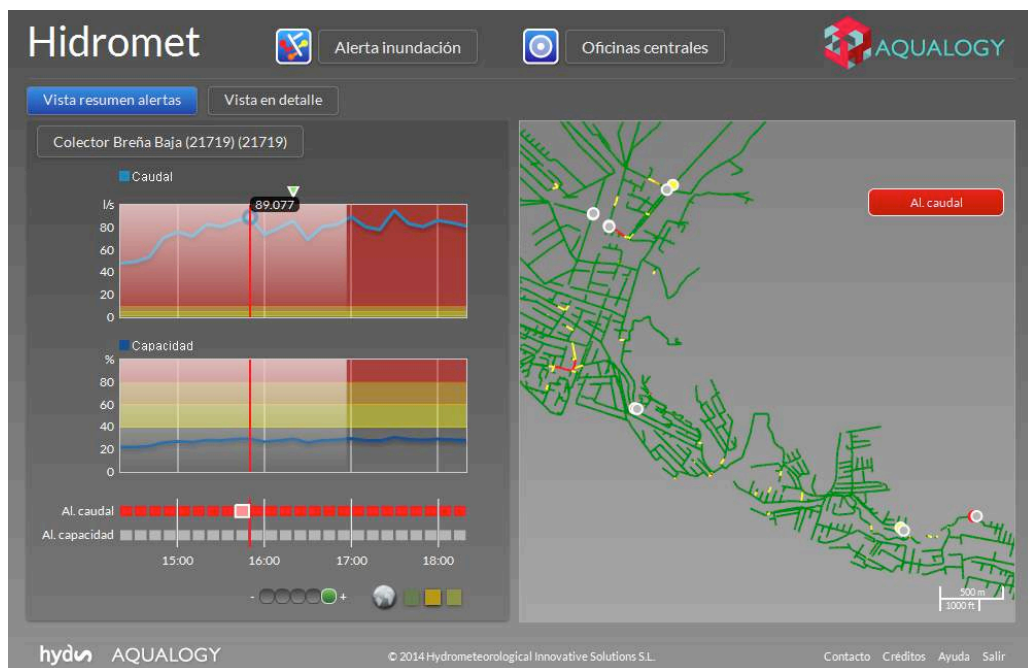 Hidromet
Alerta inundación
Oficinas centrales
AQUALOGY
Vista resumen alertas
Vista en detalle
Colector Breña Baja (21719) (21719)
Caudal
l/s
80
60
40
20
0
89.077
Capacidad
%
80
60
40
20
0
Al. caudal
Al. capacidad
15:00 16:00 17:00 18:00
- +
Al. caudal
500 m
1000 ft
hyds AQUALOGY
© 2014 Hydrometeorological Innovative Solutions S.L.
Contacto Créditos Ayuda Salir